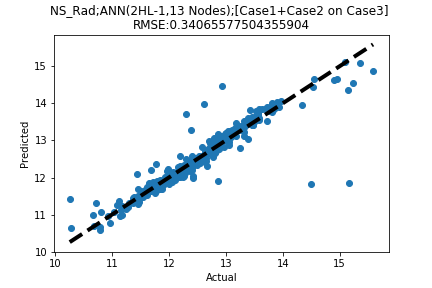 NS_Rad;ANN(2HL-1,13 Nodes);[Case1+Case2 on Case3]
RMSE:0.34065577504355904
15
14
13
12
11
10
Predicted
10 11 12 13 14 15
Actual